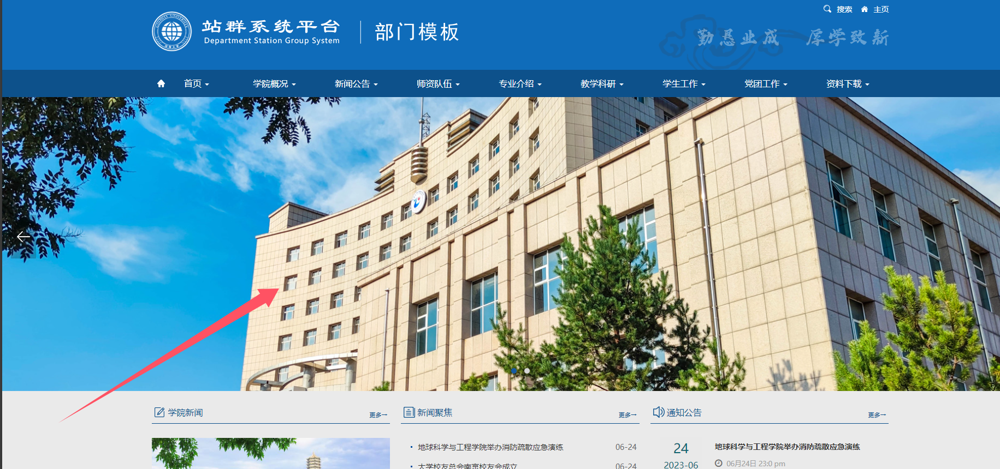 搜索 主页
站群系统平台
Department Station Group System
部门模板
勤恳业成 厚学致新
首页 学院概况 新闻公告 师资队伍 专业介绍 教学科研 学生工作 党团工作 资料下载
学院新闻 更多→
新闻聚焦 更多→
通知公告 更多→
地球科学与工程学院举办消防疏散应急演练 06-24
大学校友总会南京校友会成立 06-24
24
2023-06
地球科学与工程学院举办消防疏散应急演练
06月24日 23:0 pm